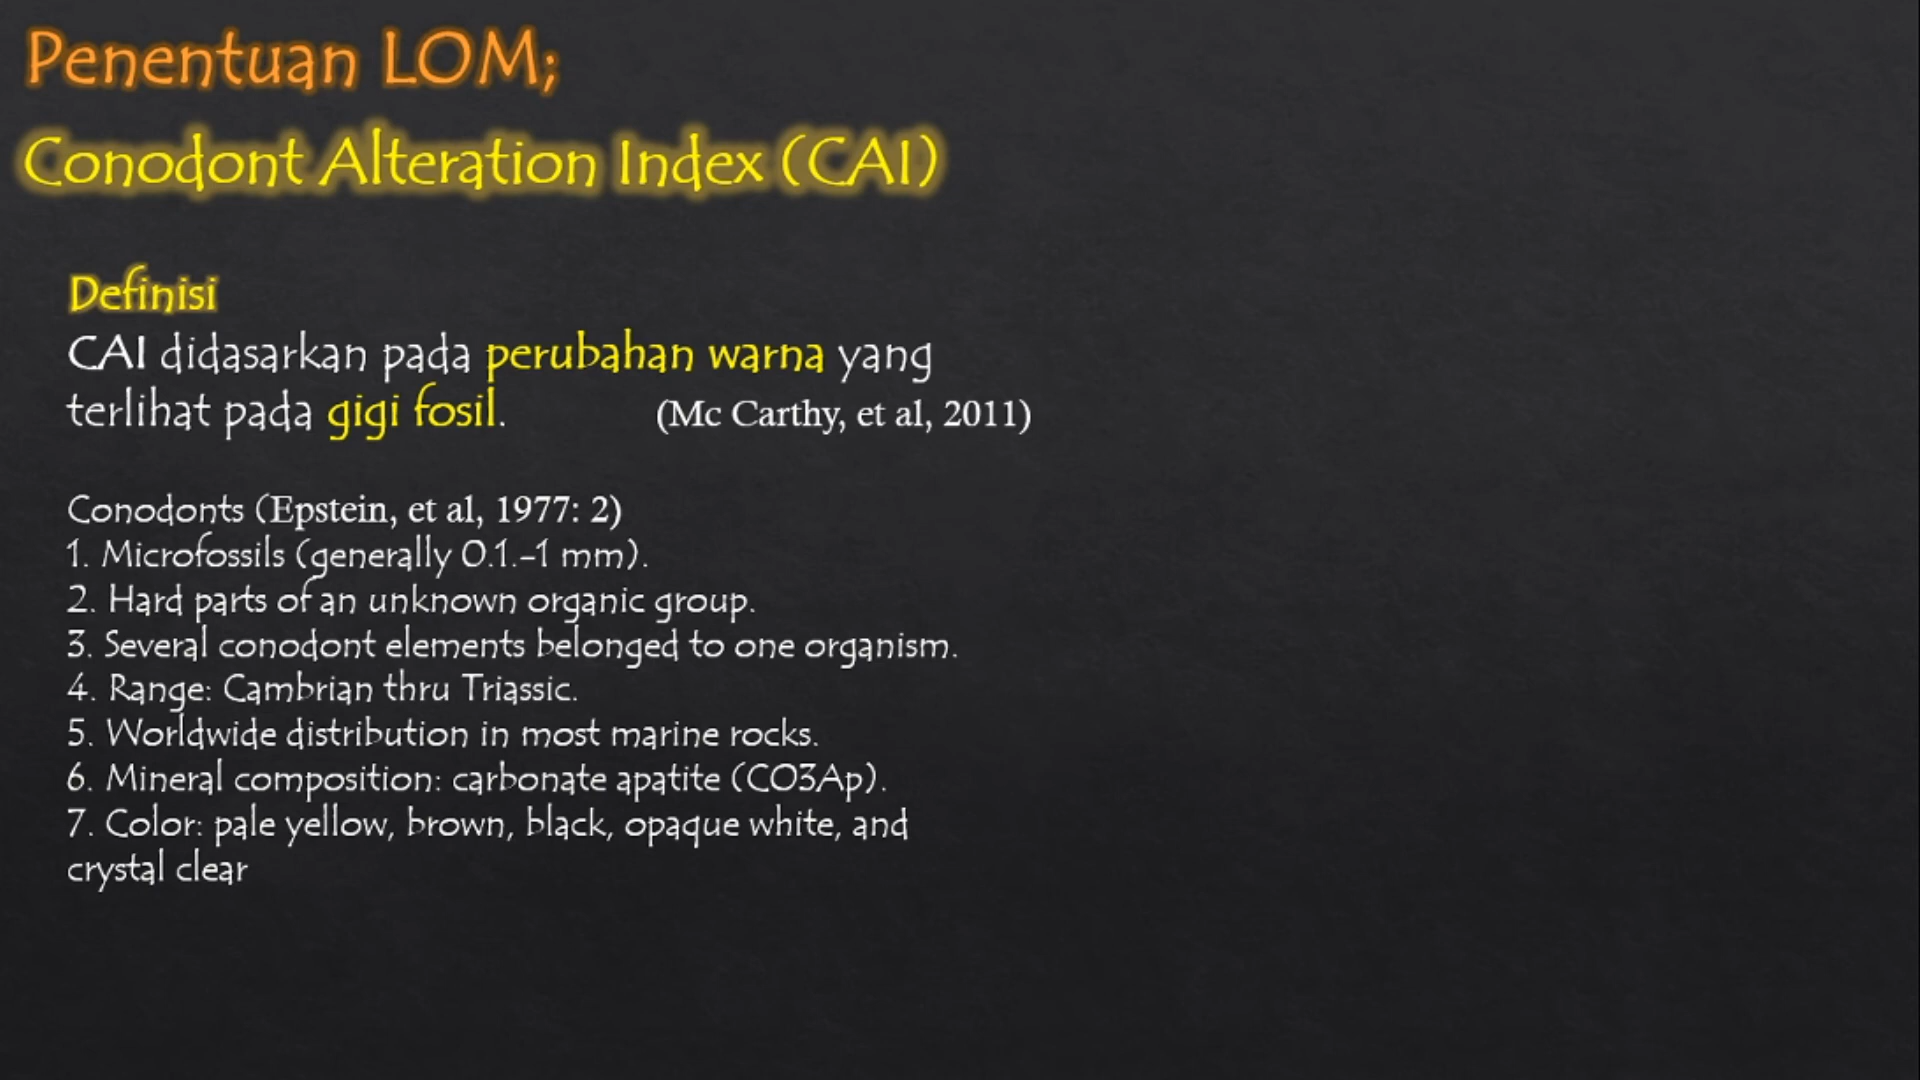 Penentuan LOM;
Conodont Alteration Index (CAI)
Definisi
CAI didasarkan pada perubahan warna yang
terlihat pada gigi fosil. (Mc Carthy, et al, 2011)
Conodonts (Epstein, et al, 1977: 2)
1. Microfossils (generally 0.1.-1 mm).
2. Hard parts of an unknown organic group.
3. Several conodont elements belonged to one organism.
4. Range: Cambrian thru Triassic.
5. Worldwide distribution in most marine rocks.
6. Mineral composition: carbonate apatite (CO3Ap).
7. Color: pale yellow, brown, black, opaque white, and
crystal clear